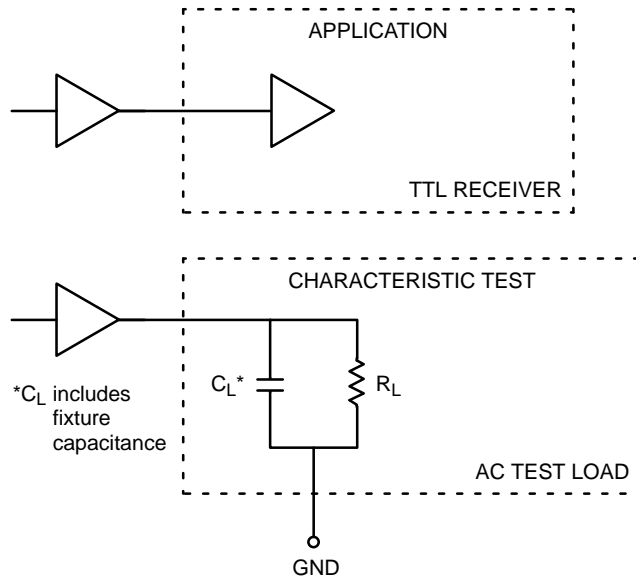 APPLICATION
TTL RECEIVER
CHARACTERISTIC TEST
*CL includes
fixture
capacitance
CL*
RL
AC TEST LOAD
GND